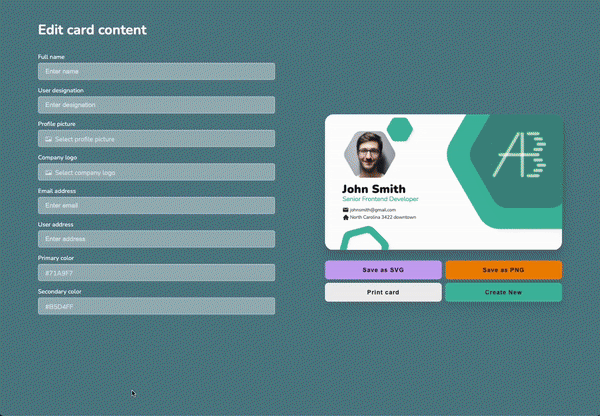 Edit card content
Full name
Enter name
User designation
Enter designation
Profile picture
Select profile picture
Company logo
Select company logo
Email address
Enter email
User address
Enter address
Primary color
#71A9F7
Secondary color
#B5D4FF
AB
John Smith
Senior Frontend Developer
johnsmith@gmail.com
North Carolina 3422 downtown
Save as SVG
Save as PNG
Print card
Create New